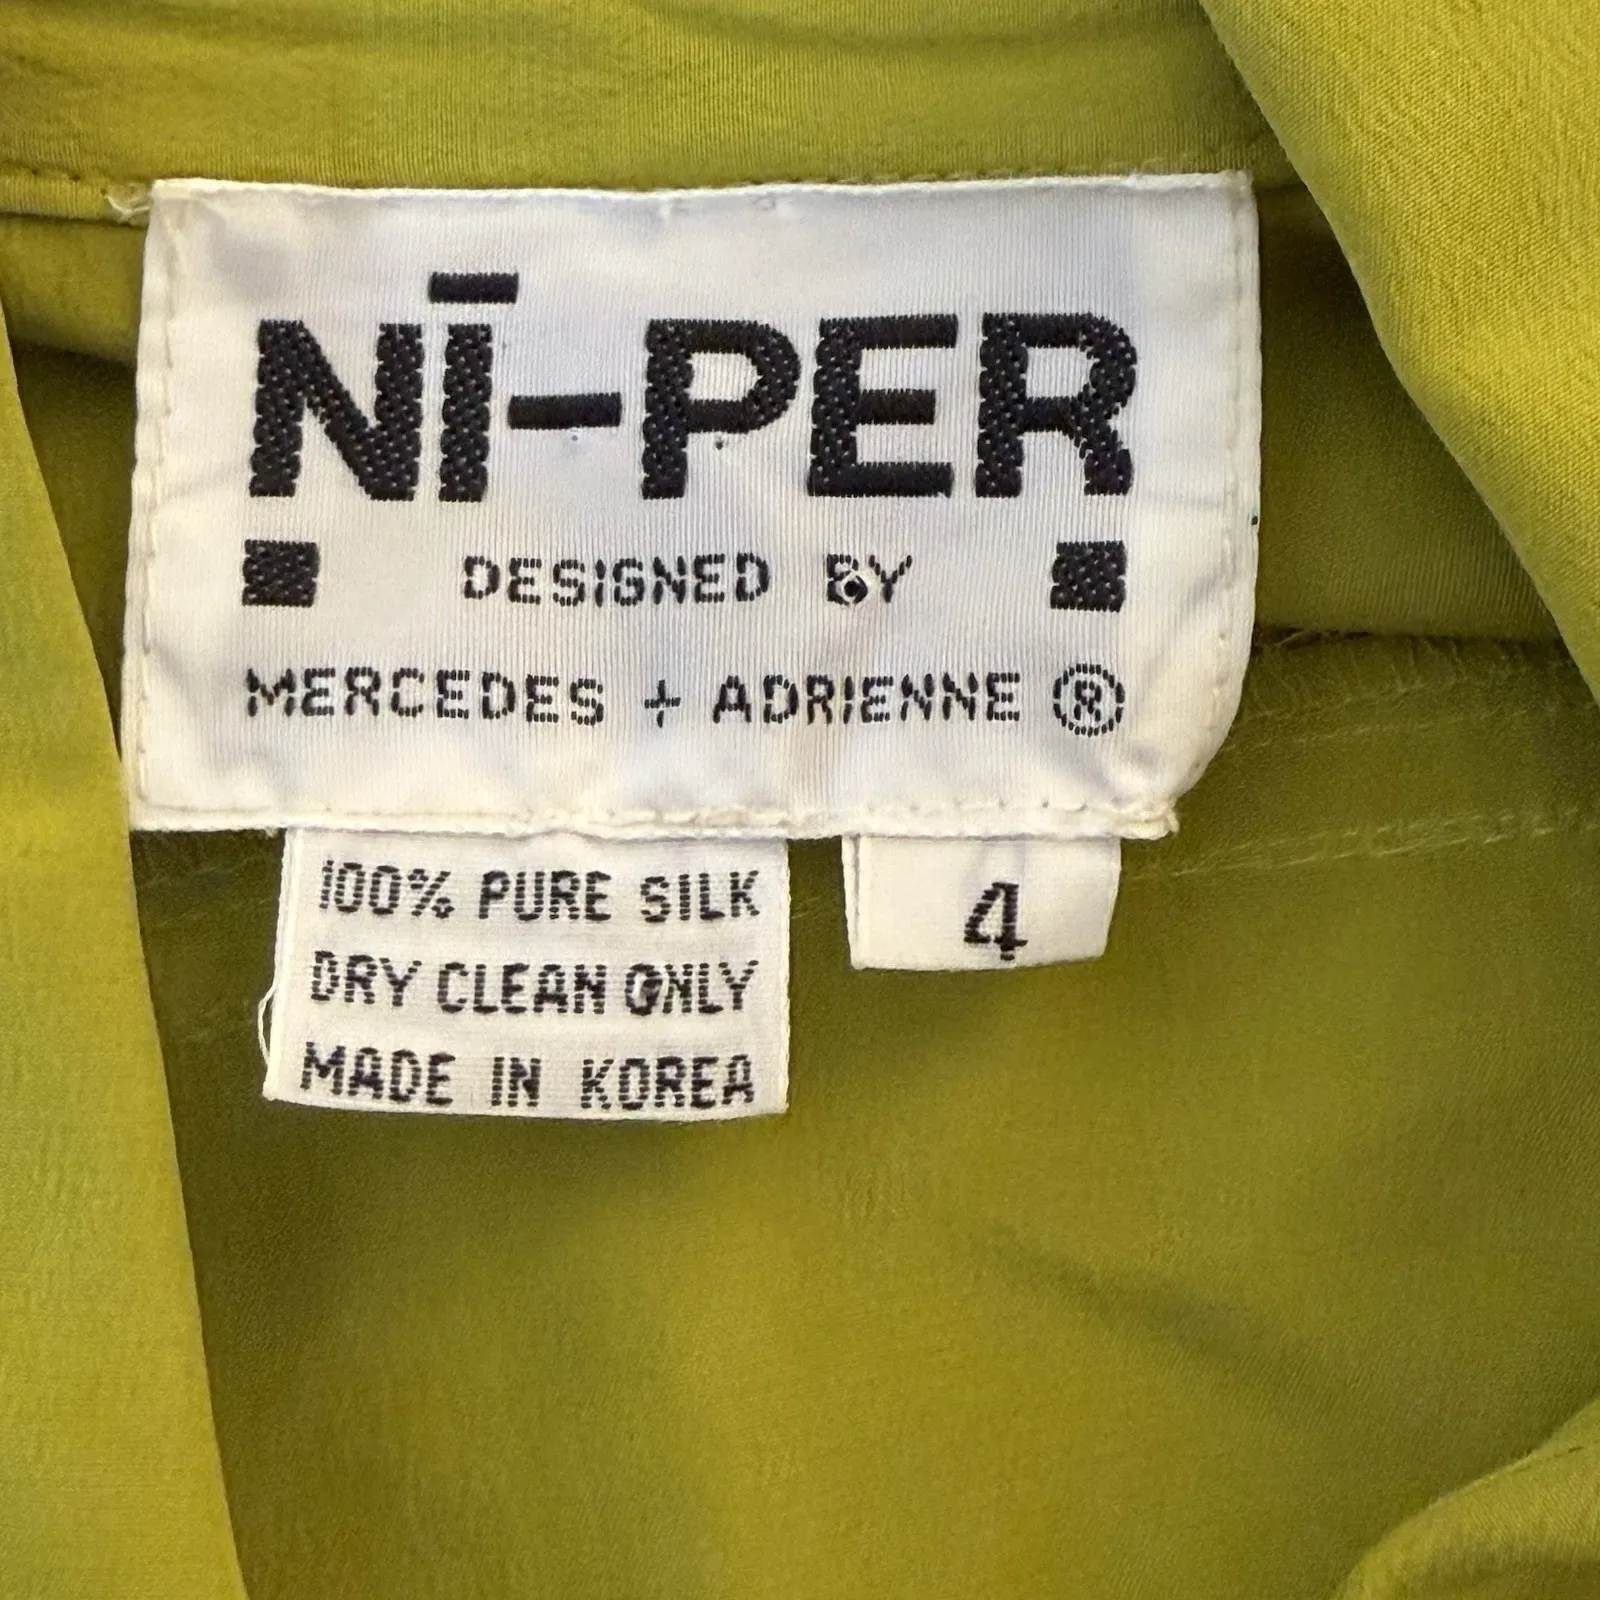 NĪ-PER
DESIGNED BY
MERCEDES + ADRIENNE ®
100% PURE SILK
DRY CLEAN ONLY
MADE IN KOREA
4